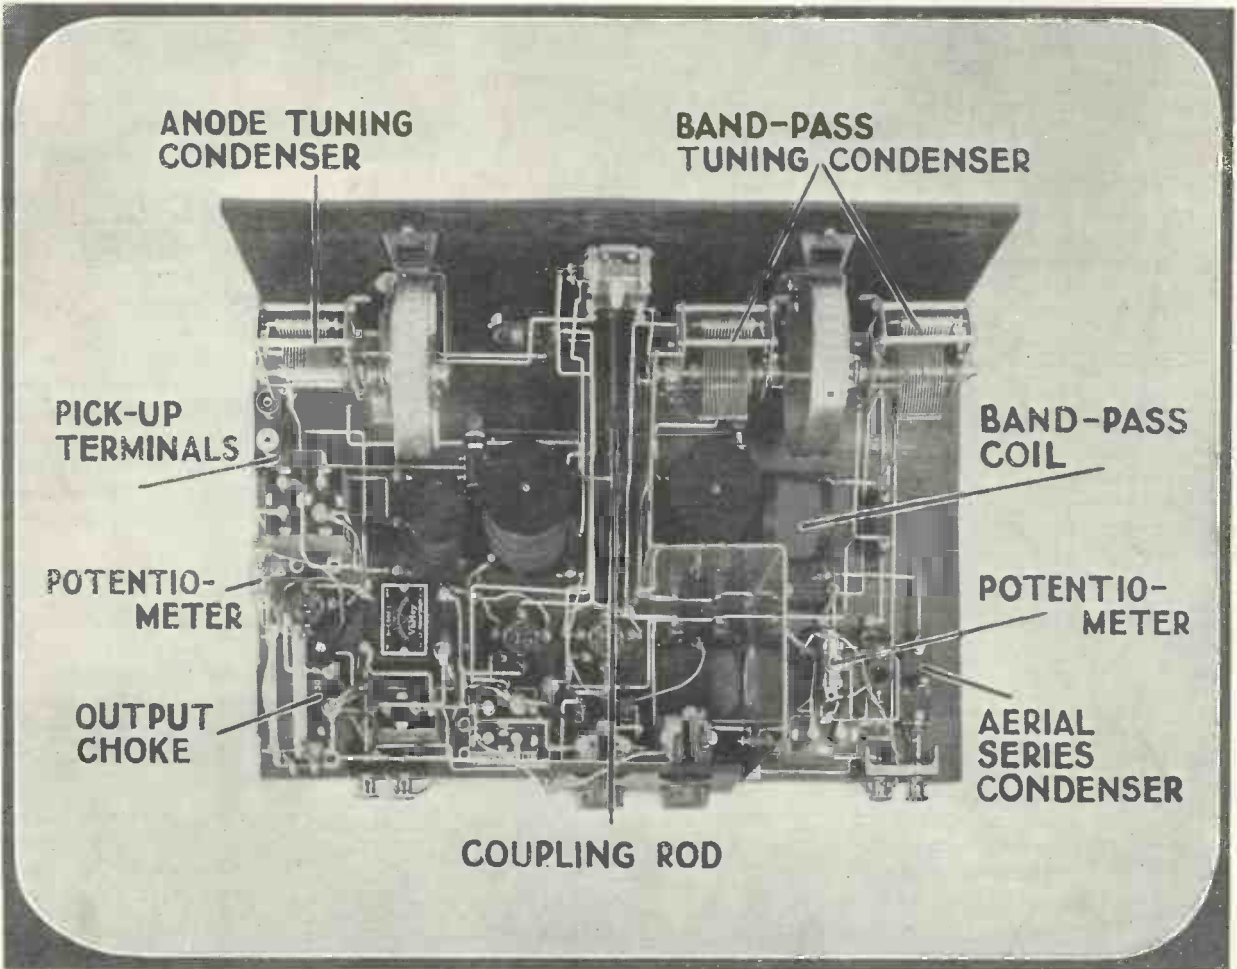 ANODE TUNING
CONDENSER
BAND-PASS
TUNING CONDENSER
PICK-UP
TERMINALS
BAND-PASS
COIL
POTENTIO-
METER
POTENTIO-
METER
OUTPUT
CHOKE
AERIAL
SERIES
CONDENSER
COUPLING ROD